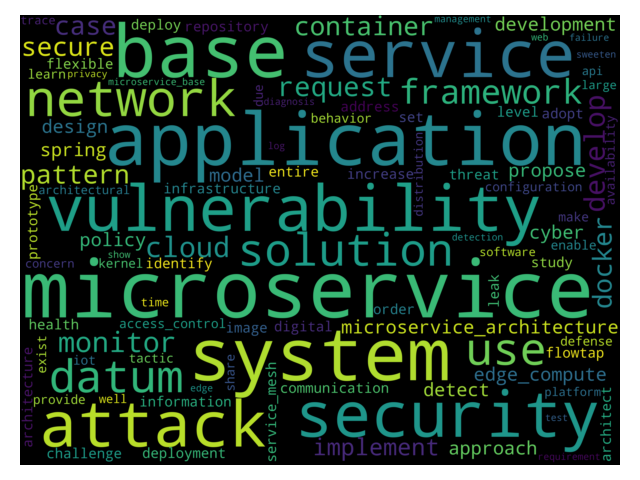 trace
case
deploy
repository
container
management
development
web
failure
secure
flexible
base
service
sweeten
learn
privacy
microservice_base
api
network
due
diagnosis
request
framework
large
address
behavior
set
level
adopt
design
log
application
develop
availability
spring
pattern
model
entire
increase
distribution
threat
propose
prototype
architectural
infrastructure
configuration
vulnerability
make
policy
cloud
solution
detection
cyber
enable
docker
concern
show
kernel
identify
software
study
microservice
time
leak
order
health
access_control
image
digital
microservice_architecture
exist
monitor
iot
tactic
system
use
defense
flowtap
architecture
datum
share
service_mesh
communication
detect
edge_compute
platform
architect
provide
well
edge
information
attack
security
test
challenge
deployment
implement
approach
requirement